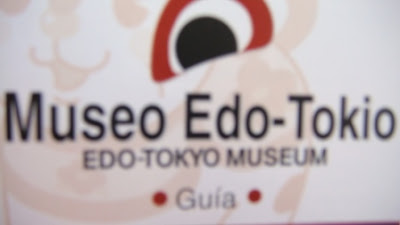 Museo Edo-Tokio
EDO-TOKYO MUSEUM
• Guía •